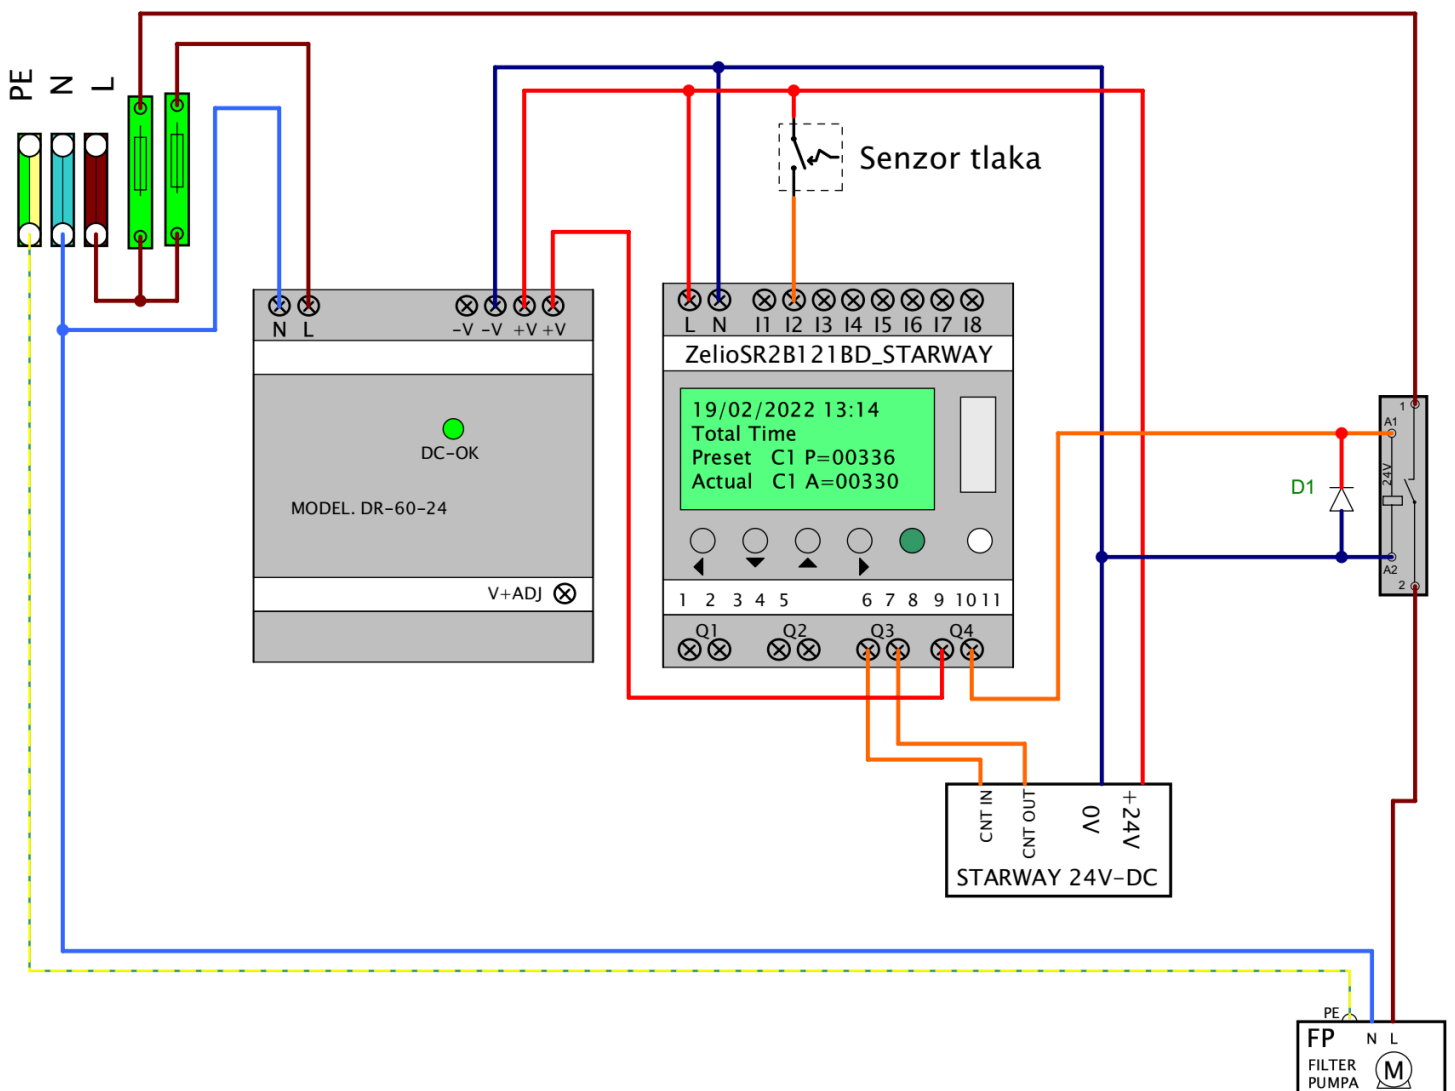 PE
N
L
Senzor tlaka
N L
-V -V +V +V
DC-OK
MODEL. DR-60-24
V+ADJ
L N I1 I2 I3 I4 I5 I6 I7 I8
ZelioSR2B121BD_STARWAY
19/02/2022 13:14
Total Time
Preset C1 P=00336
Actual C1 A=00330
1 2 3 4 5 6 7 8 9 10 11
Q1 Q2 Q3 Q4
1
A1
24V
D1
A2
2
CNT IN
CNT OUT
0V
+24V
STARWAY 24V-DC
PE
FP N L
FILTER
PUMPA
M